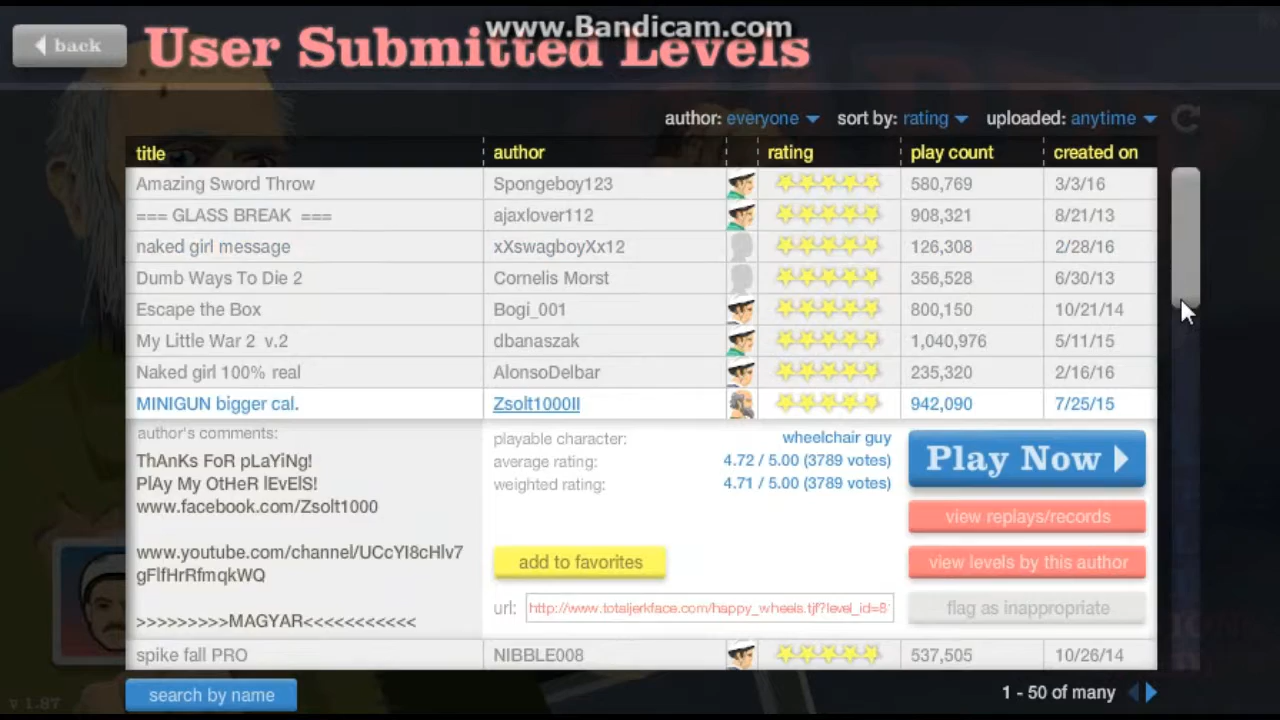 www.Bandicam.com
back
User Submitted Levels
author: everyone sort by: rating uploaded: anytime
title author rating play count created on
Amazing Sword Throw Spongeboy123 580,769 3/3/16
=== GLASS BREAK === ajaxlover112 908,321 8/21/13
naked girl message xXswagboyXx12 126,308 2/28/16
Dumb Ways To Die 2 Cornelis Morst 356,528 6/30/13
Escape the Box Bogi_001 800,150 10/21/14
My Little War 2 v.2 dbanaszak 1,040,976 5/11/15
Naked girl 100% real AlonsoDelbar 235,320 2/16/16
MINIGUN bigger cal. Zsolt1000II 942,090 7/25/15
author's comments:
ThAnKs FoR pLaYiNg!
PlAy My OtHeR lEvElS!
www.facebook.com/Zsolt1000
www.youtube.com/channel/UCcYI8cHlv7
gFlfHrRfmqkWQ
>>>>>>>>>MAGYAR<<<<<<<<<<<
playable character: wheelchair guy
average rating: 4.72 / 5.00 (3789 votes)
weighted rating: 4.71 / 5.00 (3789 votes)
add to favorites
url: http://www.totaljerkface.com/happy_wheels.tjf?level_id=8
Play Now
view replays/records
view levels by this author
flag as inappropriate
spike fall PRO NIBBLE008 537,505 10/26/14
search by name
1 - 50 of many
v 1.87